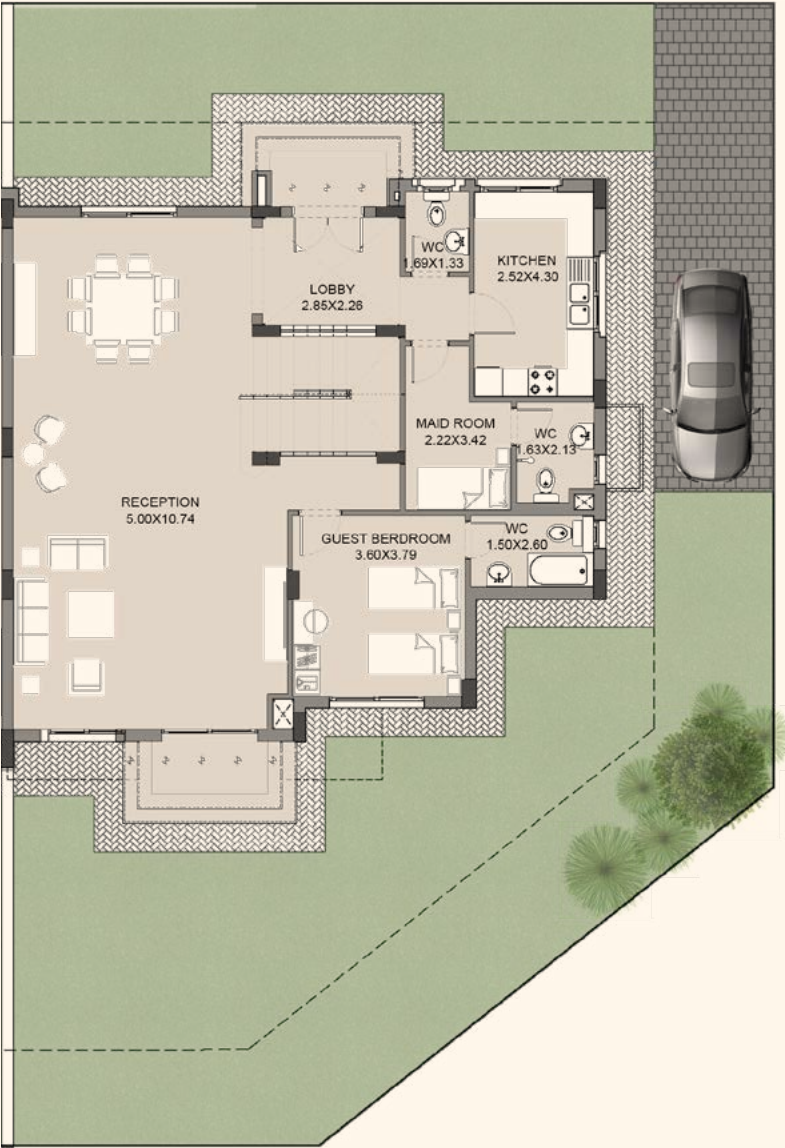 WC
1.69X1.33
KITCHEN
2.52X4.30
LOBBY
2.85X2.26
MAID ROOM
2.22X3.42
WC
1.63X2.13
RECEPTION
5.00X10.74
GUEST BERDROOM
3.60X3.79
WC
1.50X2.60